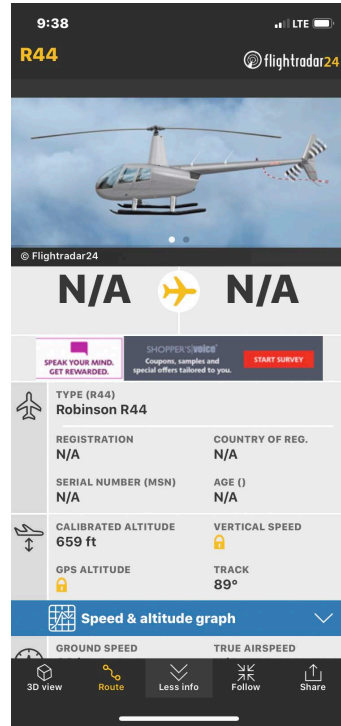 9:38
LTE
R44
flightradar24
© Flightradar24
N/A N/A
SPEAK YOUR MIND.
GET REWARDED.
SHOPPER'S voice
Coupons, samples and
special offers tailored to you.
START SURVEY
TYPE (R44)
Robinson R44
REGISTRATION COUNTRY OF REG.
N/A N/A
SERIAL NUMBER (MSN) AGE ()
N/A N/A
CALIBRATED ALTITUDE VERTICAL SPEED
659 ft
GPS ALTITUDE TRACK
89°
Speed & altitude graph
GROUND SPEED TRUE AIRSPEED
3D view Route Less info Follow Share